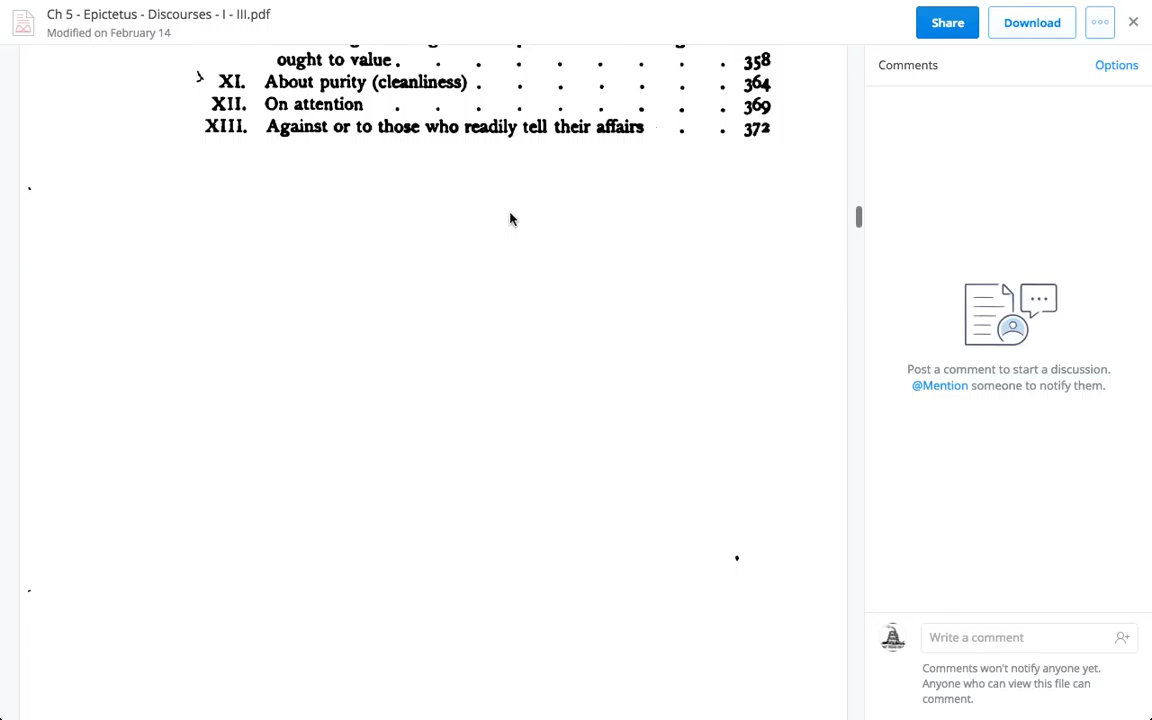 Ch 5 - Epictetus - Discourses - I - III.pdf
Modified on February 14
Share
Download
Comments
Options
ought to value . . . . . . . . . 358
XI. About purity (cleanliness) . . . . . . . 364
XII. On attention . . . . . . . . . 369
XIII. Against or to those who readily tell their affairs . . 372
Post a comment to start a discussion.
@Mention someone to notify them.
Write a comment
Comments won't notify anyone yet.
Anyone who can view this file can
comment.